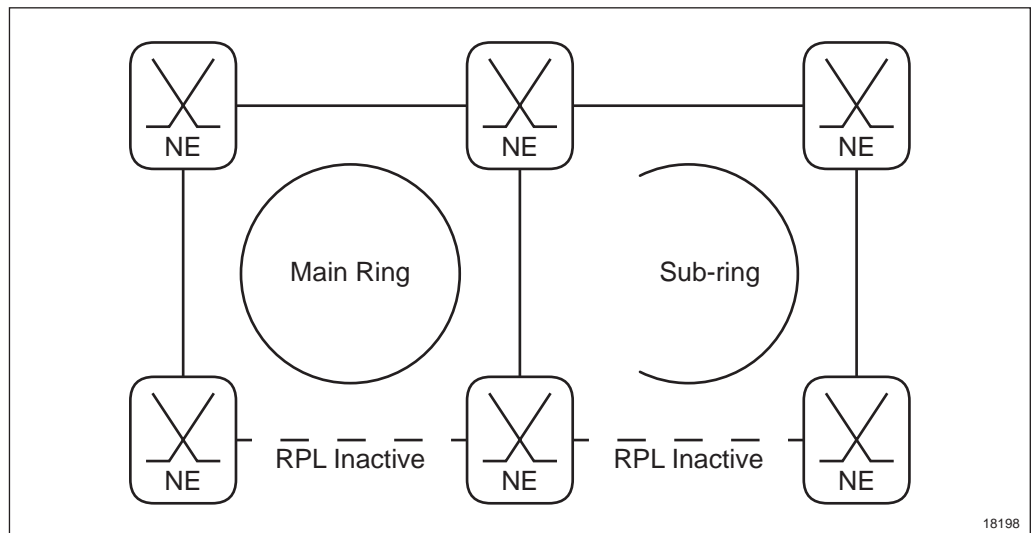 NE
NE
NE
Main Ring
Sub-ring
RPL Inactive
RPL Inactive
NE
NE
NE
18198